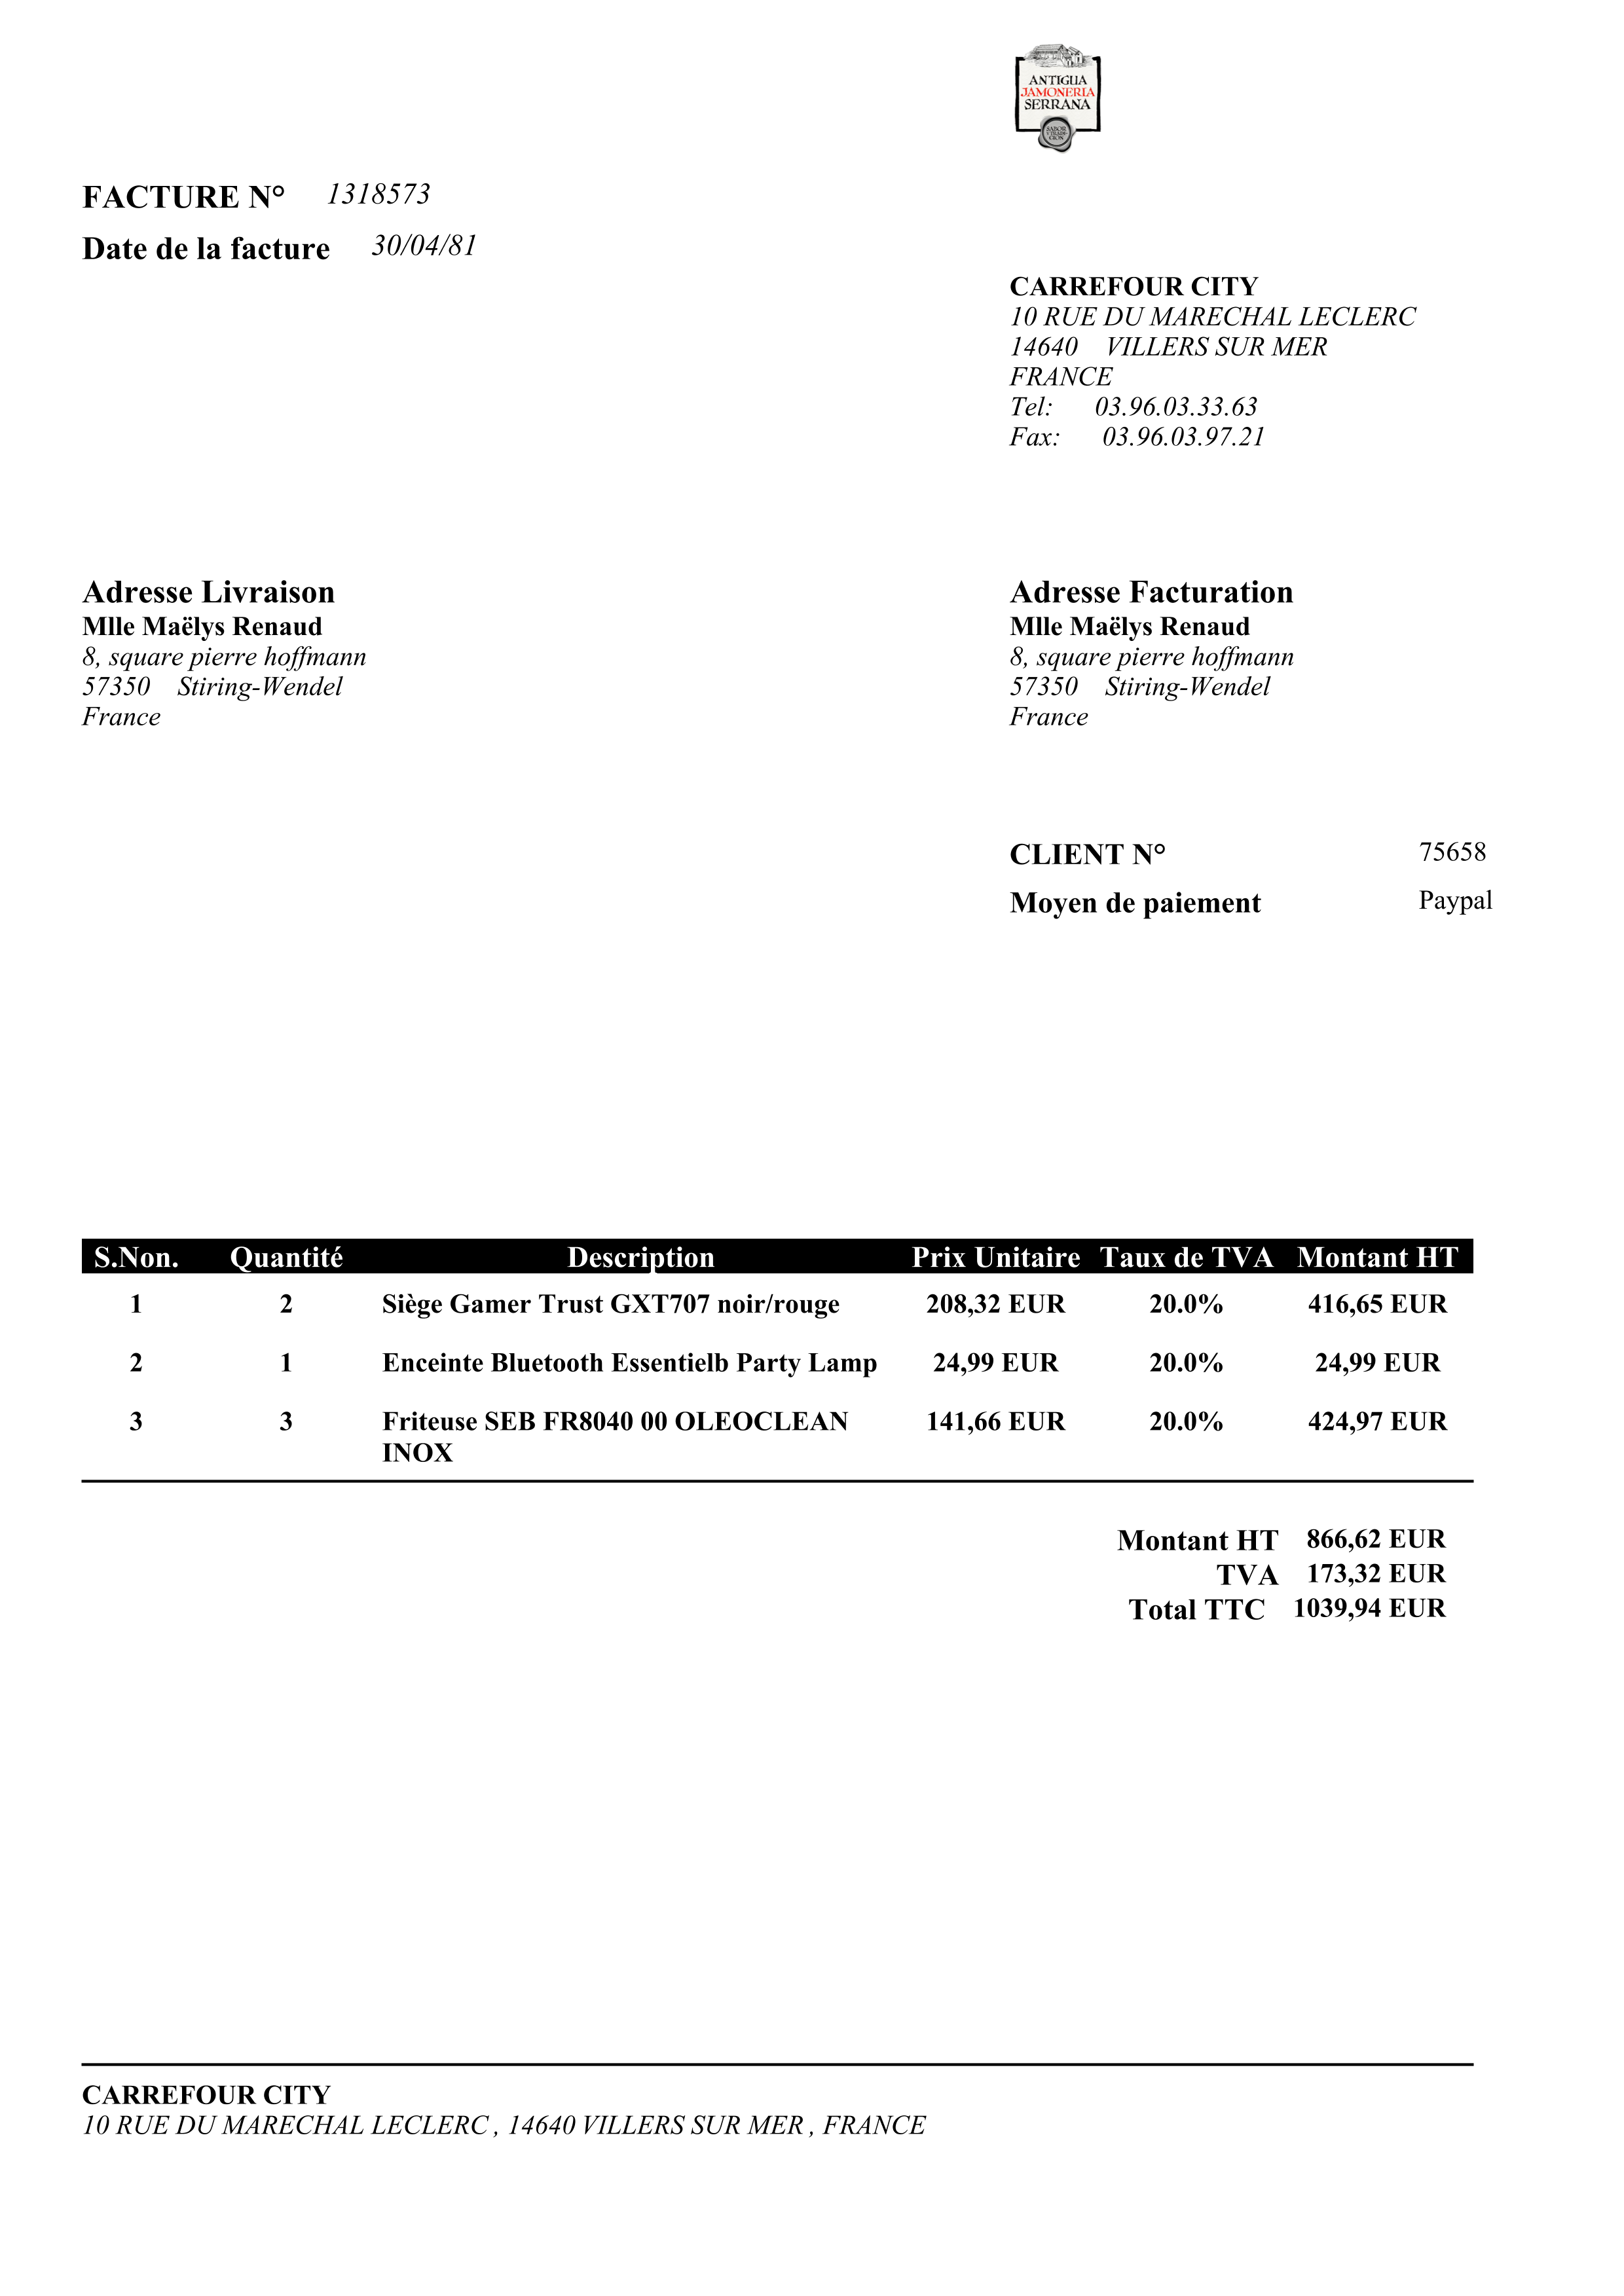 ANTIGUA
JAMONERIA
SERRANA
SABOR
FACTURE N° 1318573
Date de la facture 30/04/81
CARREFOUR CITY
10 RUE DU MARECHAL LECLERC
14640 VILLERS SUR MER
FRANCE
Tel: 03.96.03.33.63
Fax: 03.96.03.97.21
Adresse Livraison
Mlle Maëlys Renaud
8, square pierre hoffmann
57350 Stiring-Wendel
France
Adresse Facturation
Mlle Maëlys Renaud
8, square pierre hoffmann
57350 Stiring-Wendel
France
CLIENT N° 75658
Moyen de paiement Paypal
S.Non. Quantité Description Prix Unitaire Taux de TVA Montant HT
1 2 Siège Gamer Trust GXT707 noir/rouge 208,32 EUR 20.0% 416,65 EUR
2 1 Enceinte Bluetooth Essentielb Party Lamp 24,99 EUR 20.0% 24,99 EUR
3 3 Friteuse SEB FR8040 00 OLEOCLEAN 141,66 EUR 20.0% 424,97 EUR
INOX
Montant HT 866,62 EUR
TVA 173,32 EUR
Total TTC 1039,94 EUR
CARREFOUR CITY
10 RUE DU MARECHAL LECLERC , 14640 VILLERS SUR MER , FRANCE